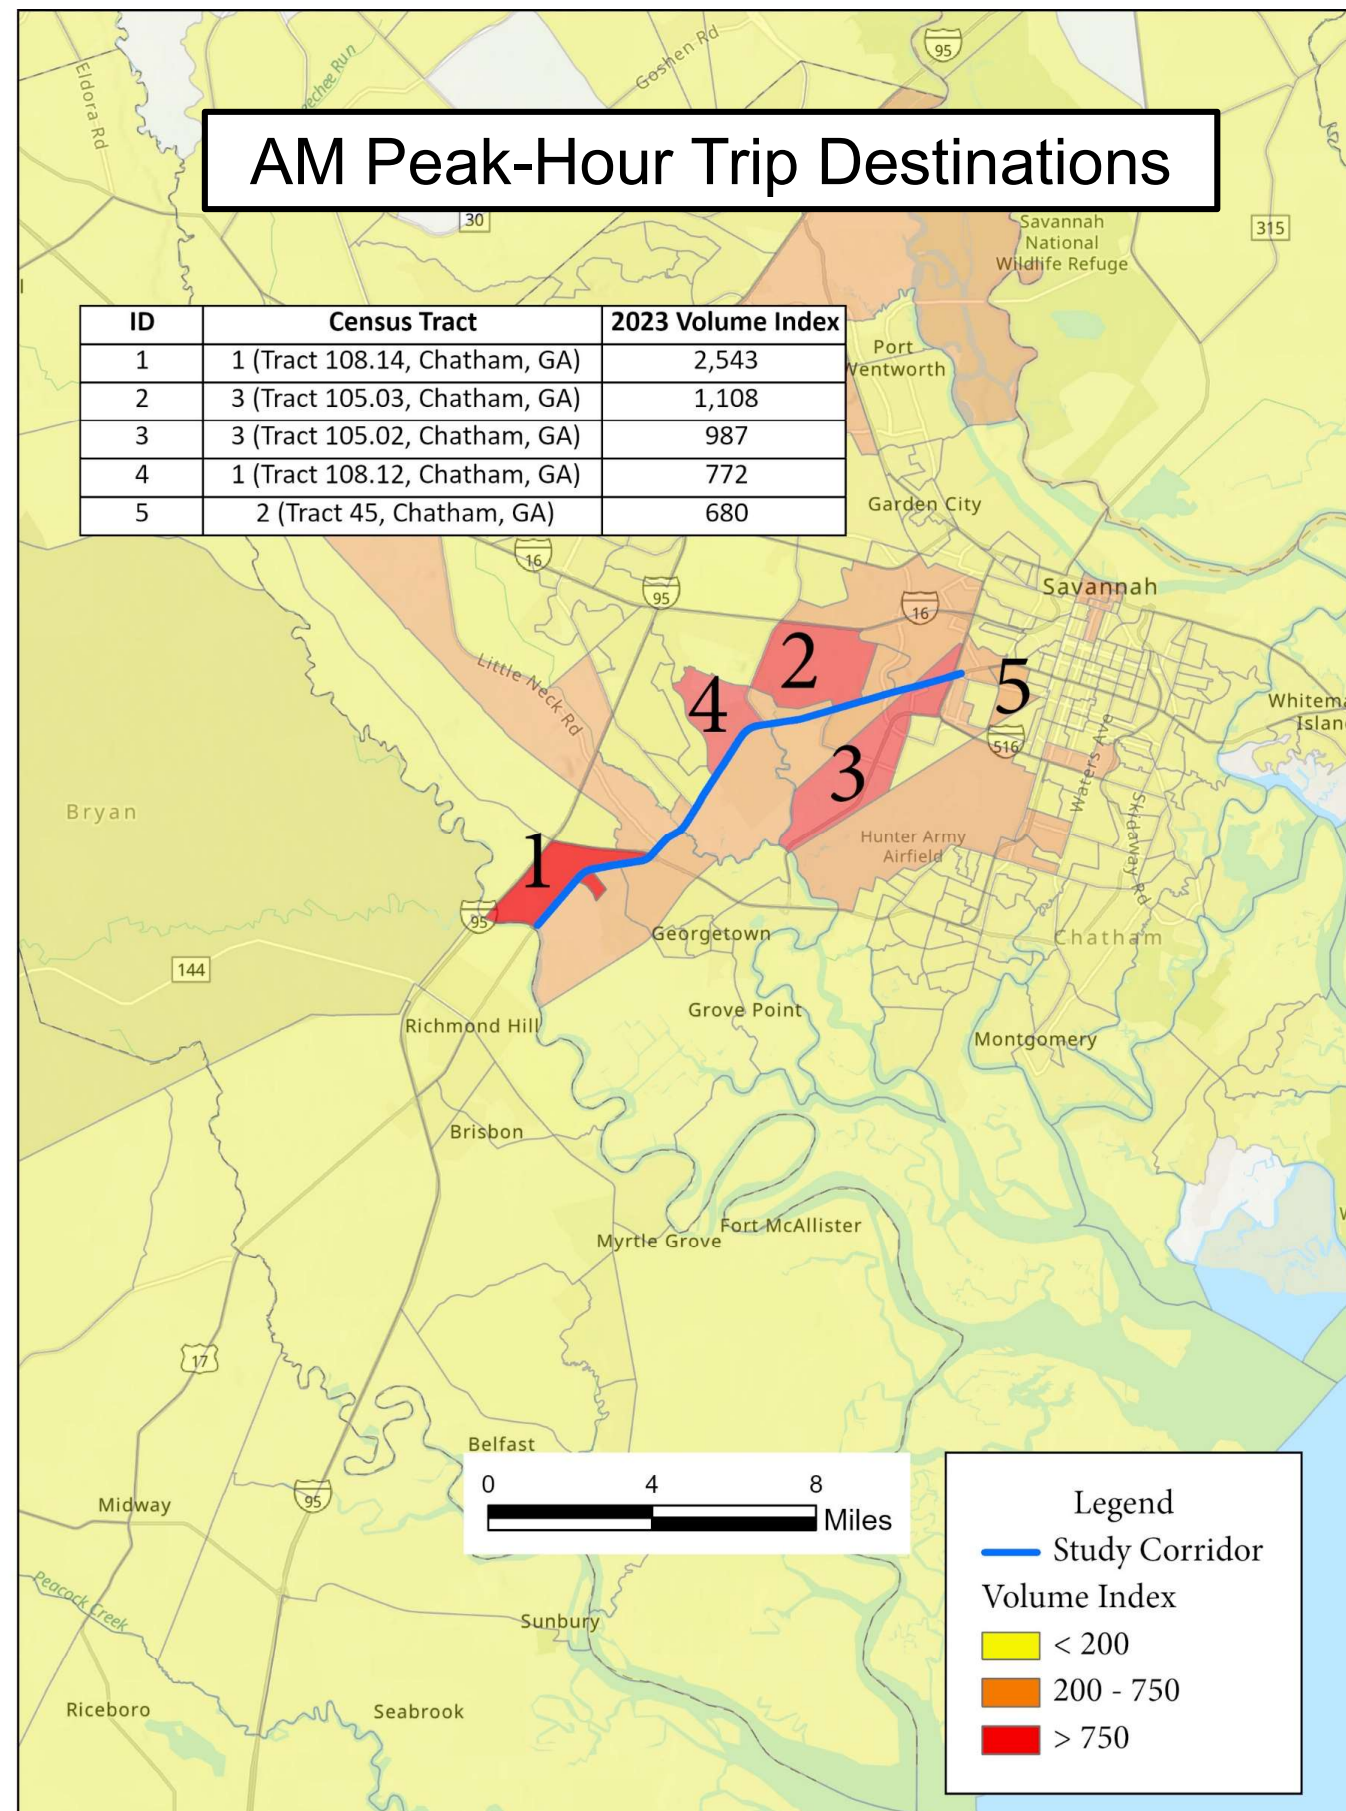 Eldora Rd
Goshen Rd
95
AM Peak-Hour Trip Destinations
30
Savannah
National
Wildlife Refuge
315
ID Census Tract 2023 Volume Index
1 1 (Tract 108.14, Chatham, GA) 2,543
2 3 (Tract 105.03, Chatham, GA) 1,108
3 3 (Tract 105.02, Chatham, GA) 987
4 1 (Tract 108.12, Chatham, GA) 772
5 2 (Tract 45, Chatham, GA) 680
Port
Garden City
16
95
16
Savannah
Little Neck Rd
2
4
5
3
1
516
Waters Ave
Skidaway Rd
Bryan
Hunter Army
Airfield
95
144
Georgetown
Chatham
Richmond Hill
Grove Point
Montgomery
Brisbon
Myrtle Grove
Fort McAllister
17
Belfast
Midway
95
0 4 8
Miles
Peacock Creek
Sunbury
Riceboro
Seabrook
Legend
Study Corridor
Volume Index
< 200
200 - 750
> 750